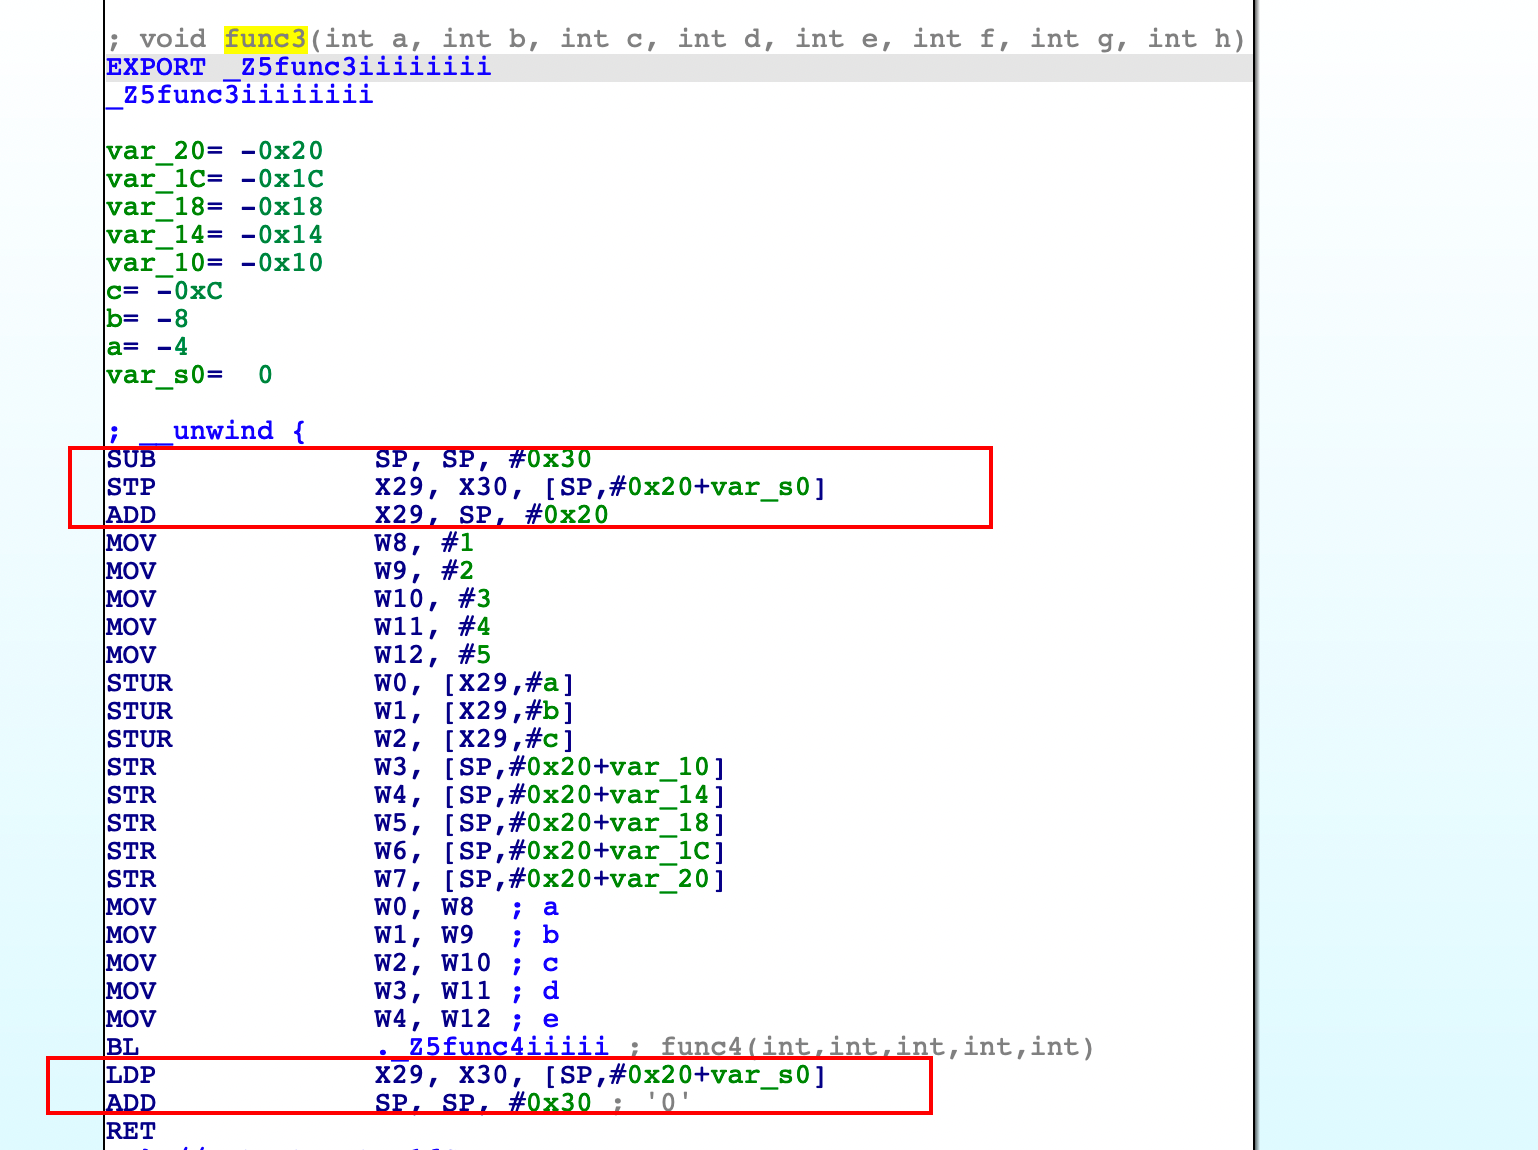 ; void func3(int a, int b, int c, int d, int e, int f, int g, int h)
EXPORT _Z5func3iiiiiiii
_Z5func3iiiiiiii
var_20= -0x20
var_1C= -0x1C
var_18= -0x18
var_14= -0x14
var_10= -0x10
c= -0xC
b= -8
a= -4
var_s0=  0
; __unwind {
SUB             SP, SP, #0x30
STP             X29, X30, [SP,#0x20+var_s0]
ADD             X29, SP, #0x20
MOV             W8, #1
MOV             W9, #2
MOV             W10, #3
MOV             W11, #4
MOV             W12, #5
STUR            W0, [X29,#a]
STUR            W1, [X29,#b]
STUR            W2, [X29,#c]
STR             W3, [SP,#0x20+var_10]
STR             W4, [SP,#0x20+var_14]
STR             W5, [SP,#0x20+var_18]
STR             W6, [SP,#0x20+var_1C]
STR             W7, [SP,#0x20+var_20]
MOV             W0, W8  ; a
MOV             W1, W9  ; b
MOV             W2, W10 ; c
MOV             W3, W11 ; d
MOV             W4, W12 ; e
BL              ._Z5func4iiiii ; func4(int,int,int,int,int)
LDP             X29, X30, [SP,#0x20+var_s0]
ADD             SP, SP, #0x30 ; '0'
RET